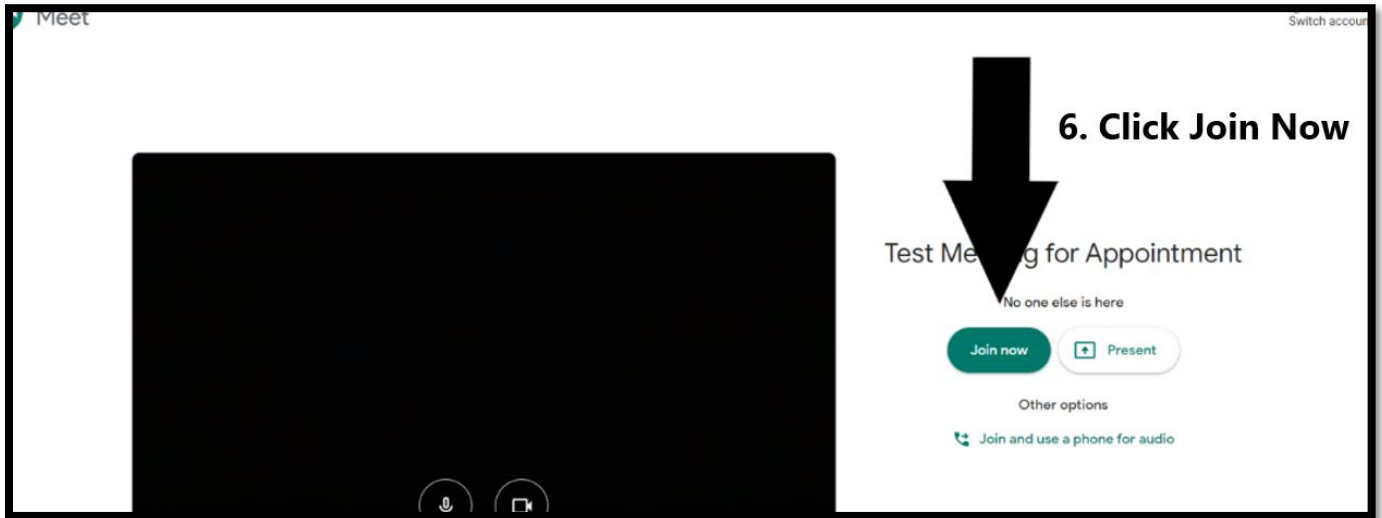 Meet
Switch accoun
6. Click Join Now
Test Me g for Appointment
No one else is here
Join now
Present
Other options
Join and use a phone for audio